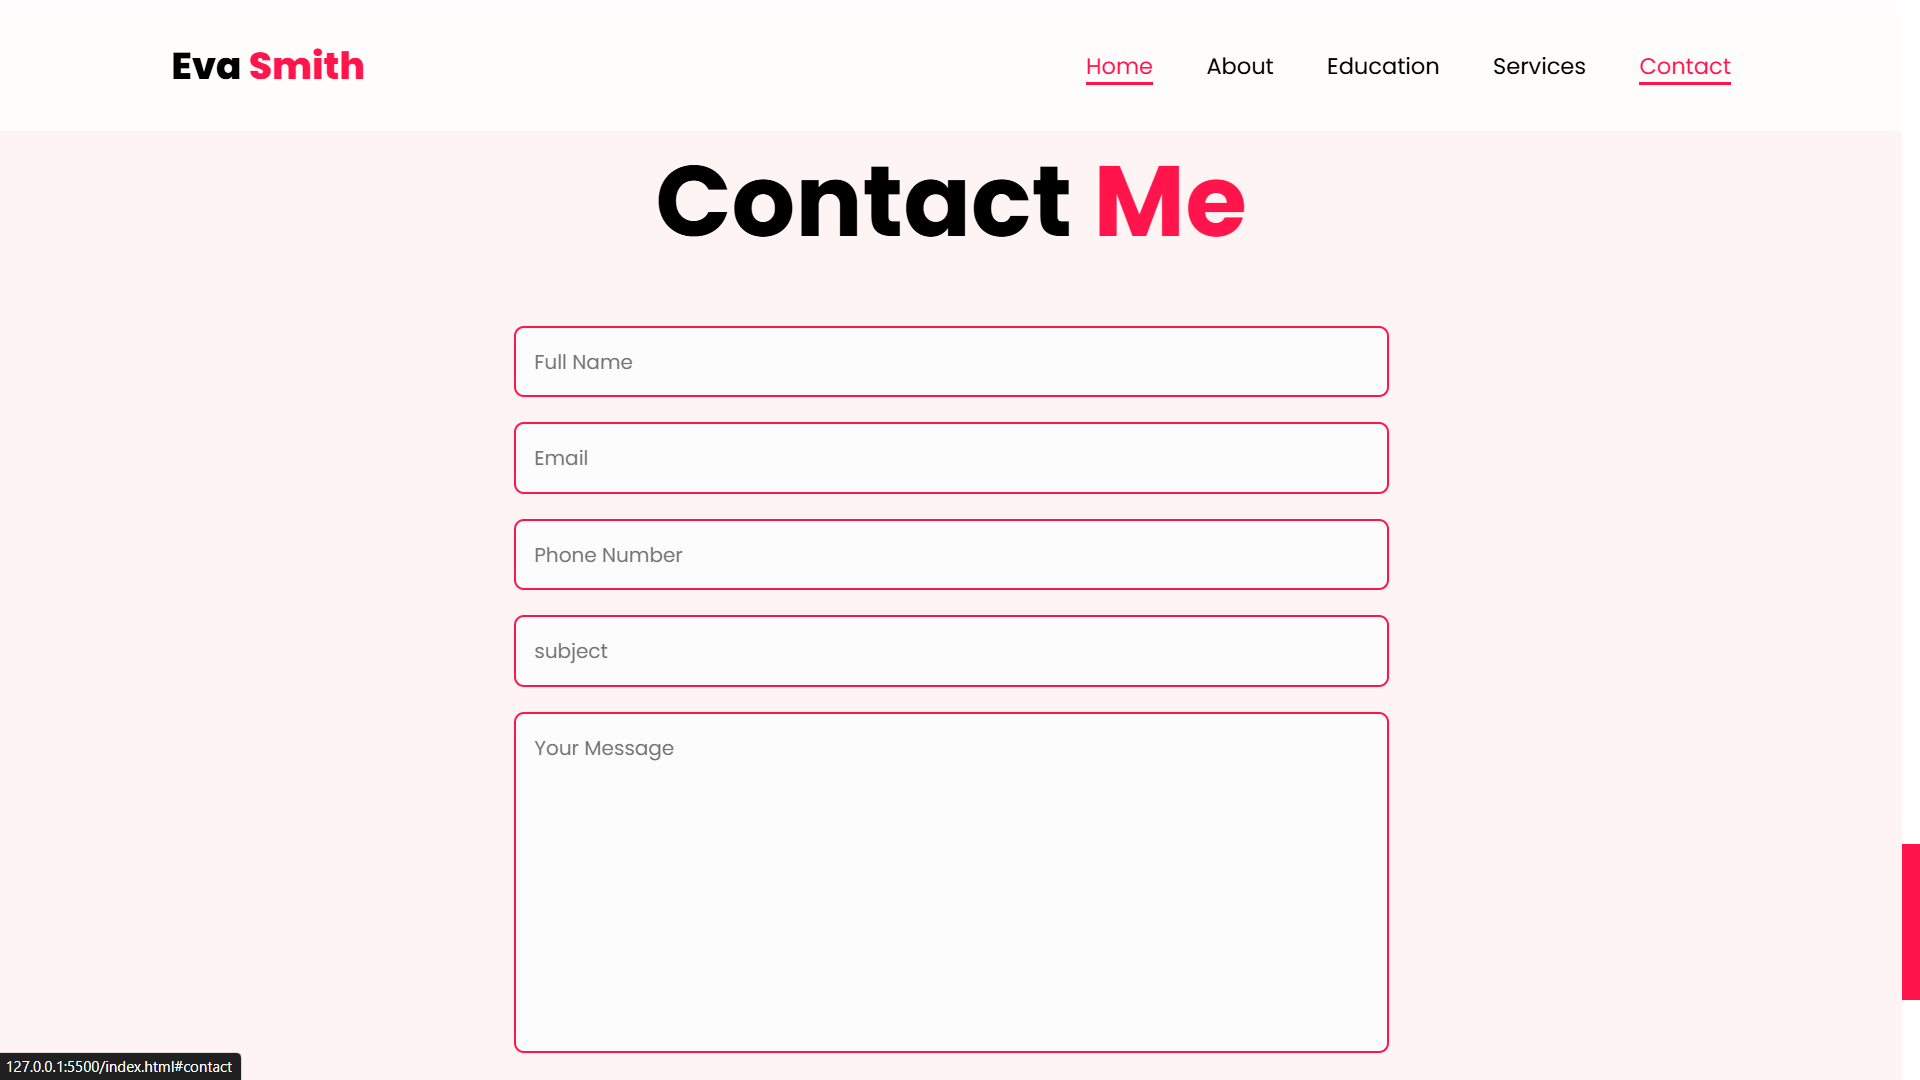 Eva Smith
Home About Education Services Contact
Contact Me
Full Name
Email
Phone Number
subject
Your Message
127.0.0.1:5500/index.html#contact